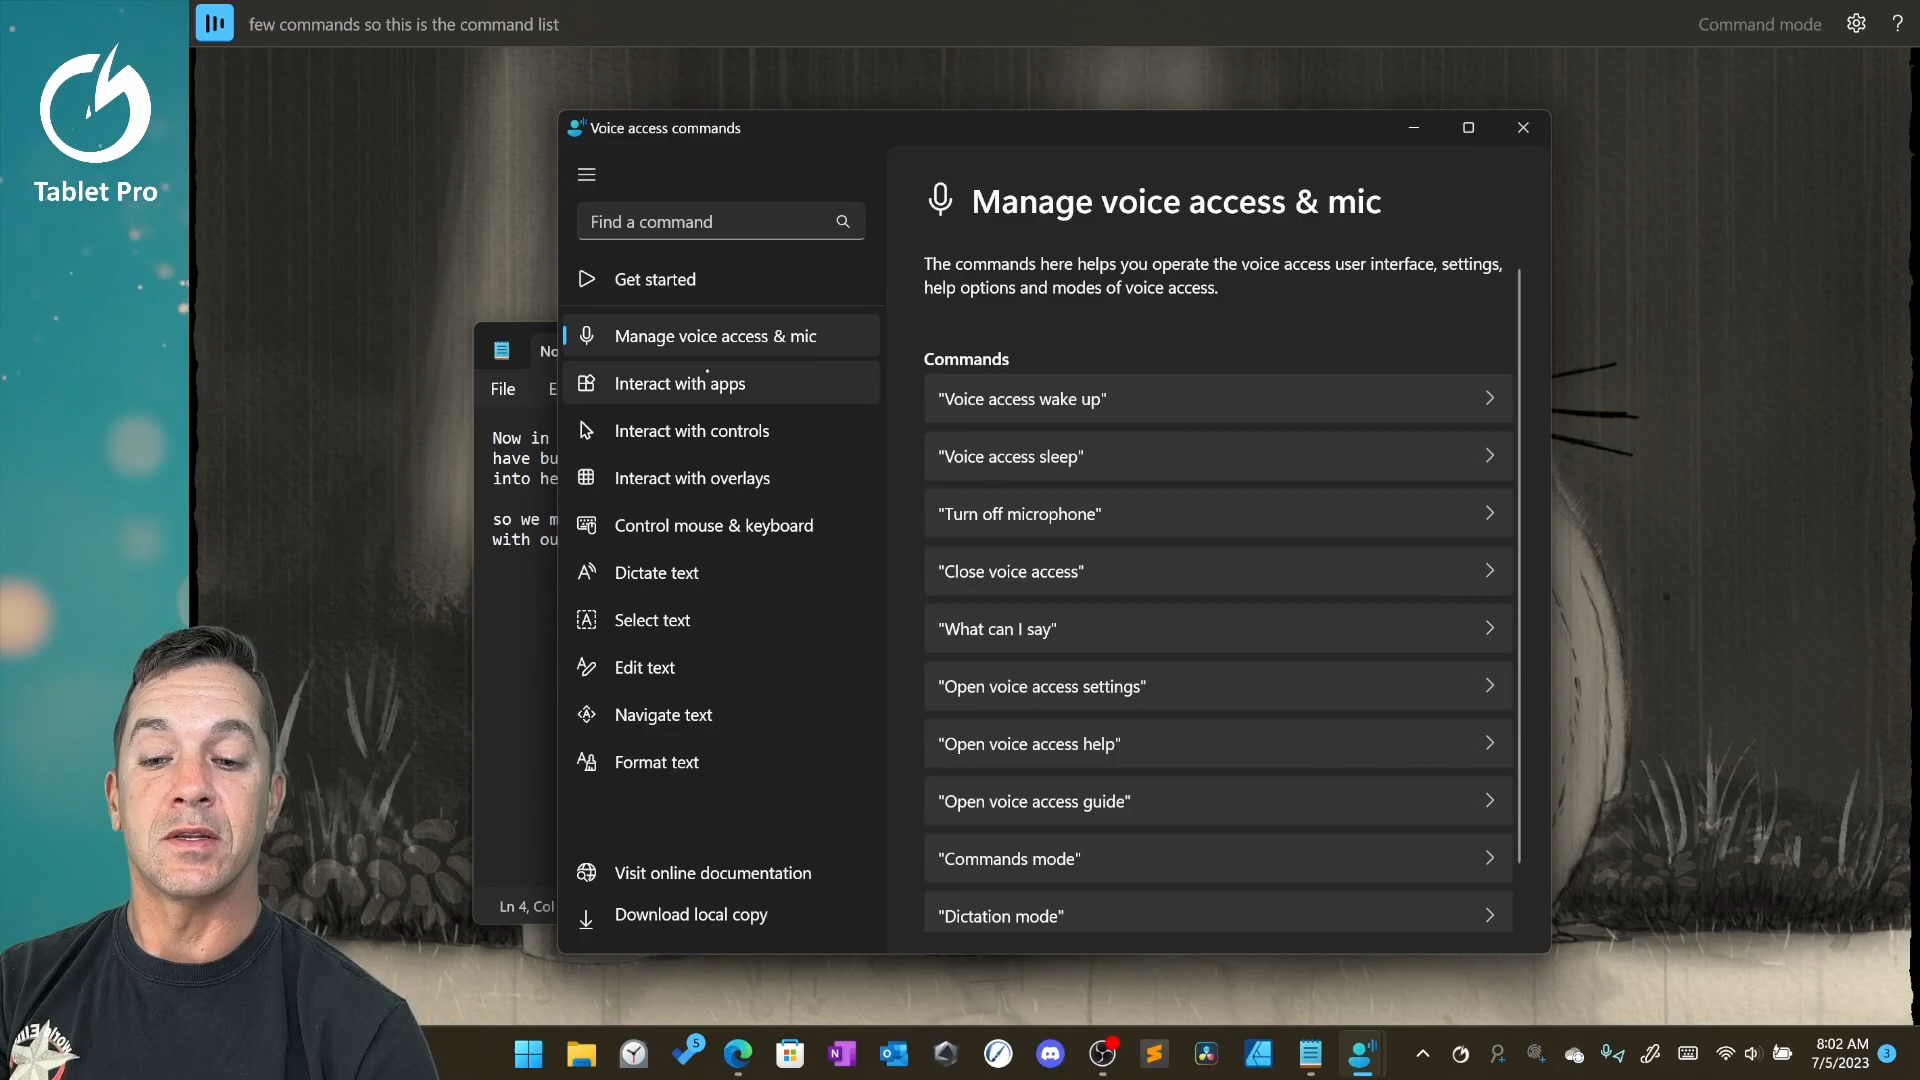 few commands so this is the command list
Command mode
Tablet Pro
Voice access commands
Find a command
Get started
Manage voice access & mic
Interact with apps
Interact with controls
Interact with overlays
Control mouse & keyboard
Dictate text
Select text
Edit text
Navigate text
Format text
Visit online documentation
Download local copy
Manage voice access & mic
The commands here helps you operate the voice access user interface, settings,
help options and modes of voice access.
Commands
"Voice access wake up"
"Voice access sleep"
"Turn off microphone"
"Close voice access"
"What can I say"
"Open voice access settings"
"Open voice access help"
"Open voice access guide"
"Commands mode"
"Dictation mode"
No
File E
Now in
have bu
into he
so we m
with ou
Ln 4, Col
5
8:02 AM
7/5/2023
3